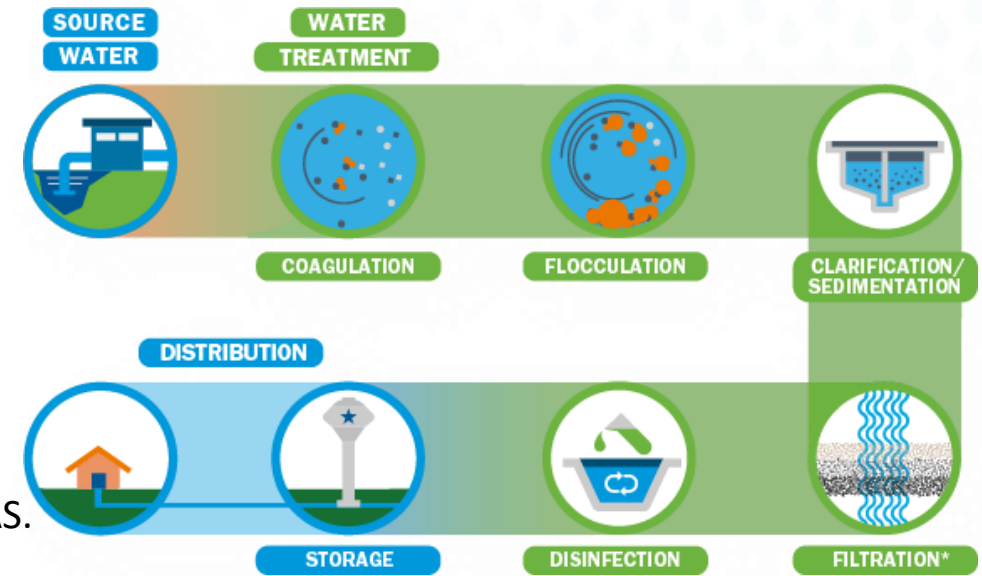 SOURCE
WATER
WATER
TREATMENT
COAGULATION
FLOCCULATION
CLARIFICATION/
SEDIMENTATION
DISTRIBUTION
STORAGE
DISINFECTION
FILTRATION*